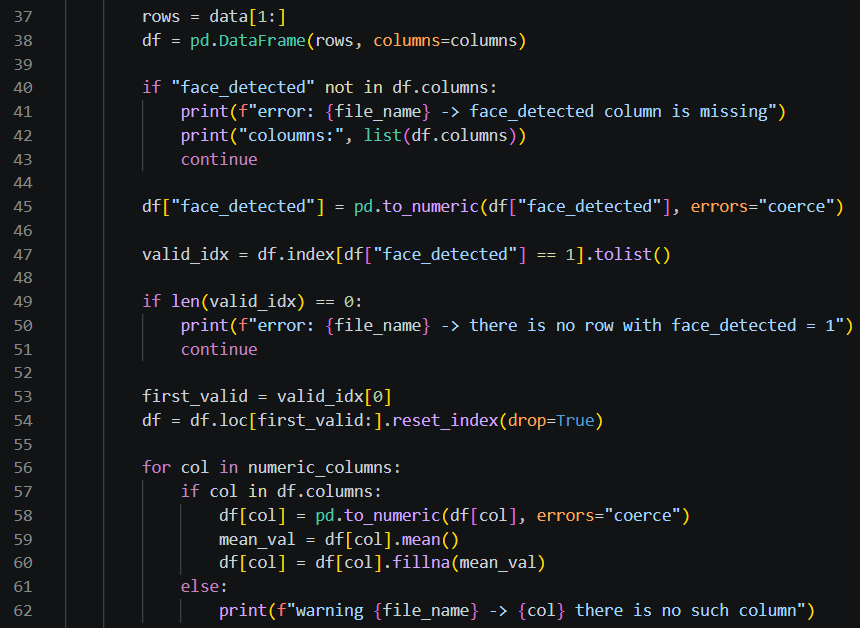 37 rows = data[1:]
38 df = pd.DataFrame(rows, columns=columns)
39
40 if "face_detected" not in df.columns:
41 print(f"error: {file_name} -> face_detected column is missing")
42 print("coloumns:", list(df.columns))
43 continue
44
45 df["face_detected"] = pd.to_numeric(df["face_detected"], errors="coerce")
46
47 valid_idx = df.index[df["face_detected"] == 1].tolist()
48
49 if len(valid_idx) == 0:
50 print(f"error: {file_name} -> there is no row with face_detected = 1")
51 continue
52
53 first_valid = valid_idx[0]
54 df = df.loc[first_valid:].reset_index(drop=True)
55
56 for col in numeric_columns:
57 if col in df.columns:
58 df[col] = pd.to_numeric(df[col], errors="coerce")
59 mean_val = df[col].mean()
60 df[col] = df[col].fillna(mean_val)
61 else:
62 print(f"warning {file_name} -> {col} there is no such column")